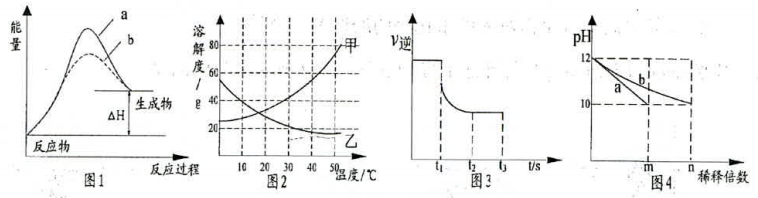 能量
a
b
生成物
ΔH
反应物
反应过程
图1
溶解度/g
80
60
40
20
甲
乙
10 20 30 40 50 温度/℃
图2
v逆
t₁ t₂ t₃ t/s
图3
pH
12
10
a
b
m n 稀释倍数
图4